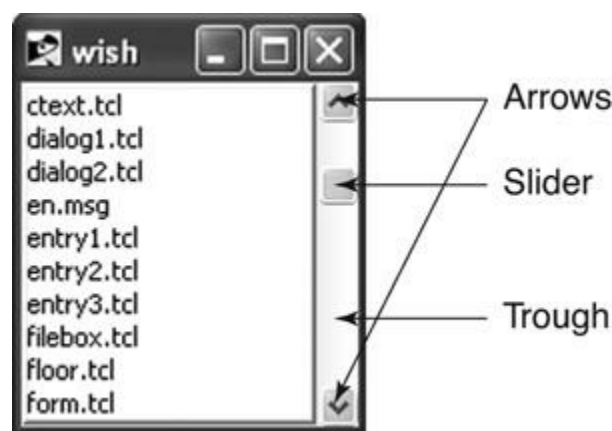 wish
ctext.tcl
dialog1.tcl
dialog2.tcl
en.msg
entry1.tcl
entry2.tcl
entry3.tcl
filebox.tcl
floor.tcl
form.tcl
Arrows
Slider
Trough